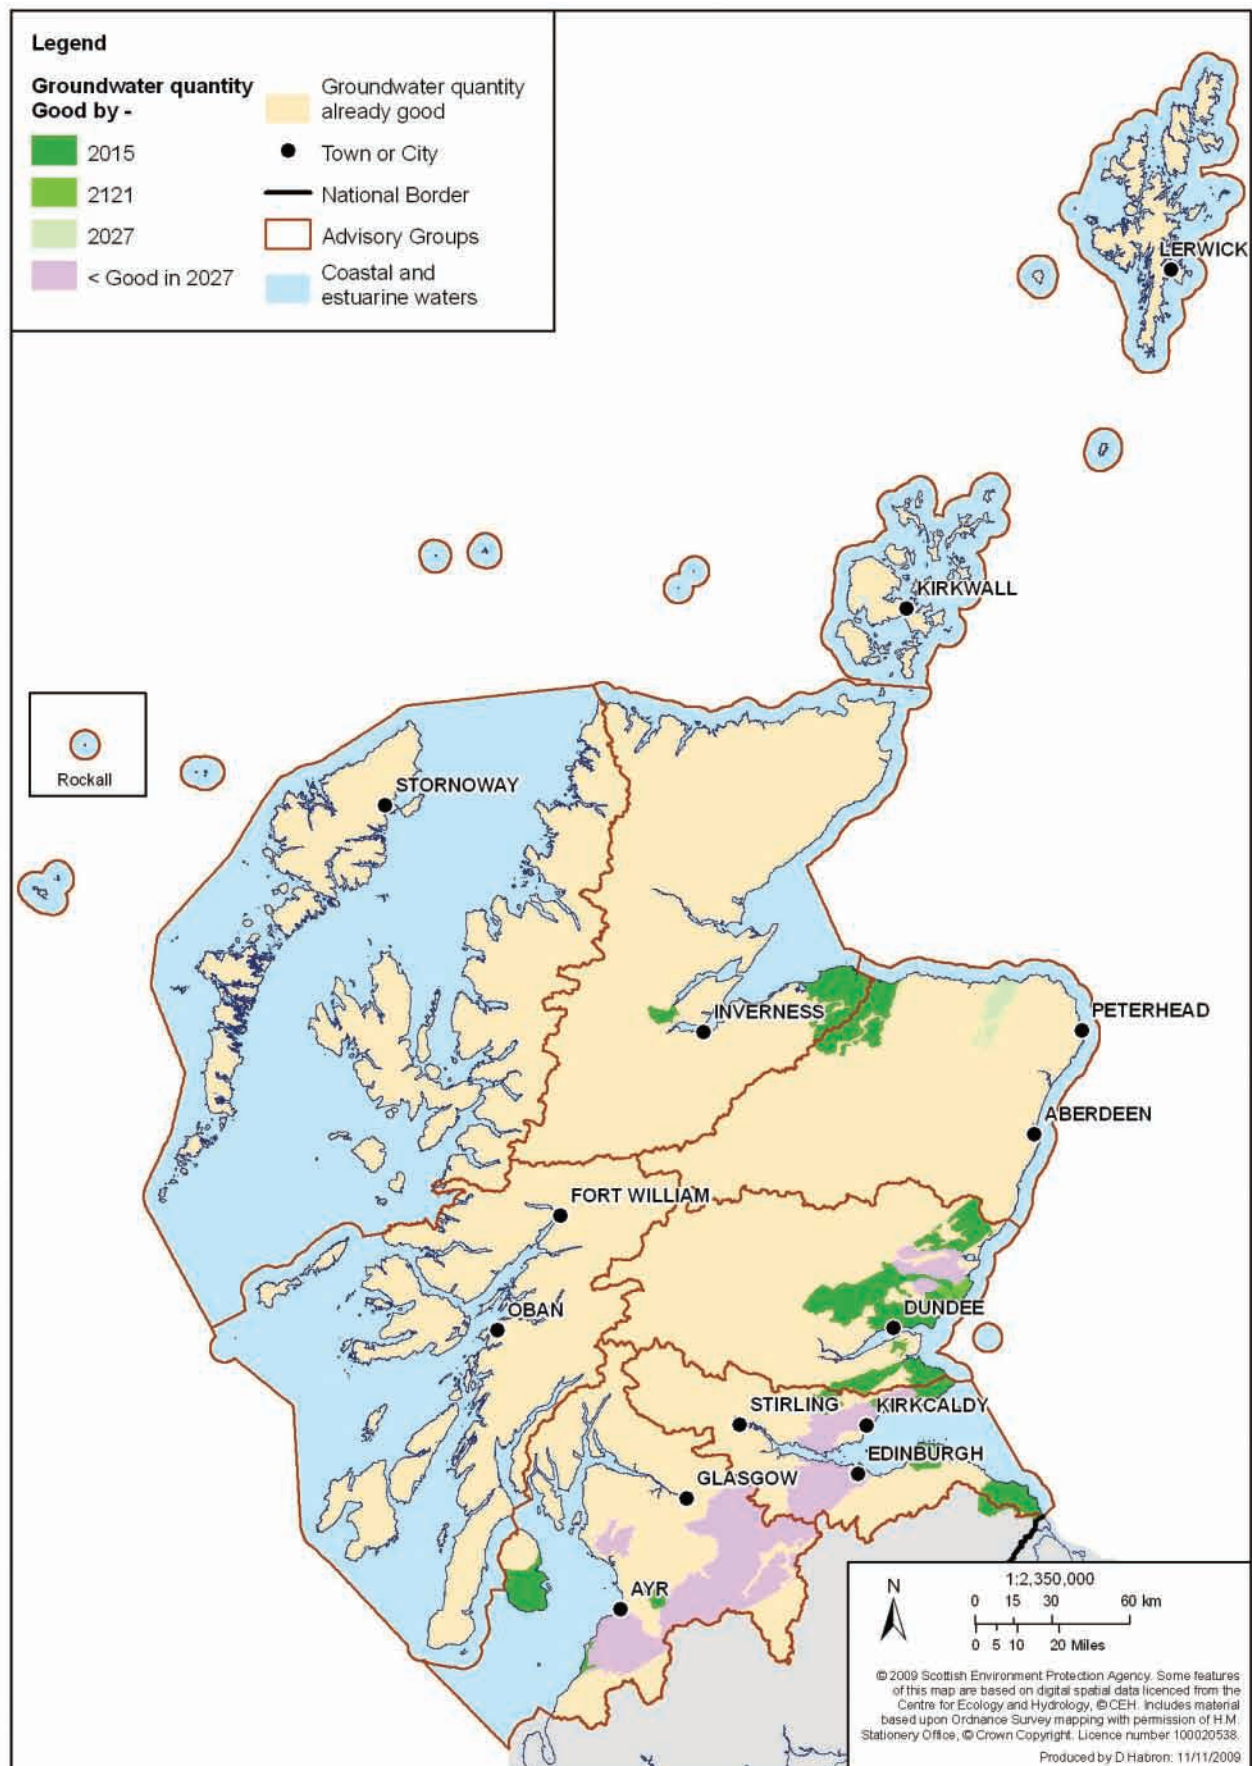 Legend
Groundwater quantity
Good by -
2015
2121
2027
< Good in 2027
Groundwater quantity
already good
Town or City
National Border
Advisory Groups
Coastal and
estuarine waters
LERWICK
KIRKWALL
Rockall
STORNOWAY
INVERNESS
PETERHEAD
ABERDEEN
FORT WILLIAM
OBAN
DUNDEE
STIRLING
KIRKCALDY
EDINBURGH
GLASGOW
AYR
N
1:2,350,000
0 15 30 60 km
0 5 10 20 Miles
© 2009 Scottish Environment Protection Agency. Some features
of this map are based on digital spatial data licenced from the
Centre for Ecology and Hydrology, © CEH. Includes material
based upon Ordnance Survey mapping with permission of H.M.
Stationery Office, © Crown Copyright. Licence number 100020538.
Produced by D Habron: 11/11/2009